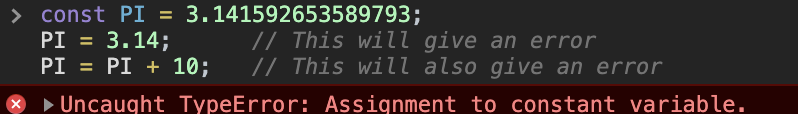 const PI = 3.141592653589793;
PI = 3.14;      // This will give an error
PI = PI + 10;   // This will also give an error
Uncaught TypeError: Assignment to constant variable.